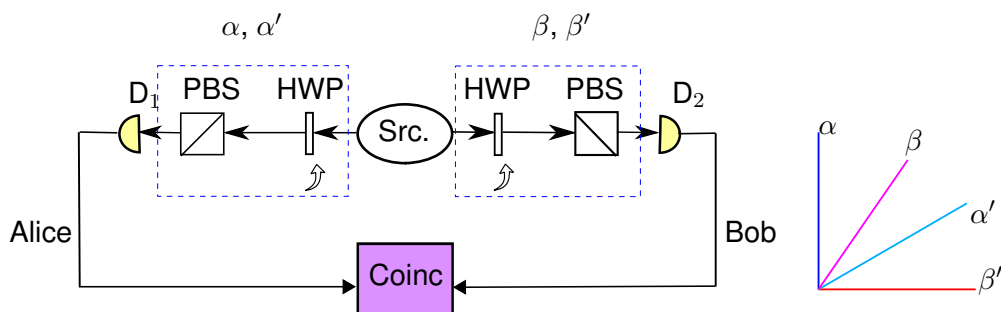 α, α′
β, β′
D₁
PBS
HWP
Src.
HWP
PBS
D₂
α
β
α′
β′
Alice
Coinc
Bob